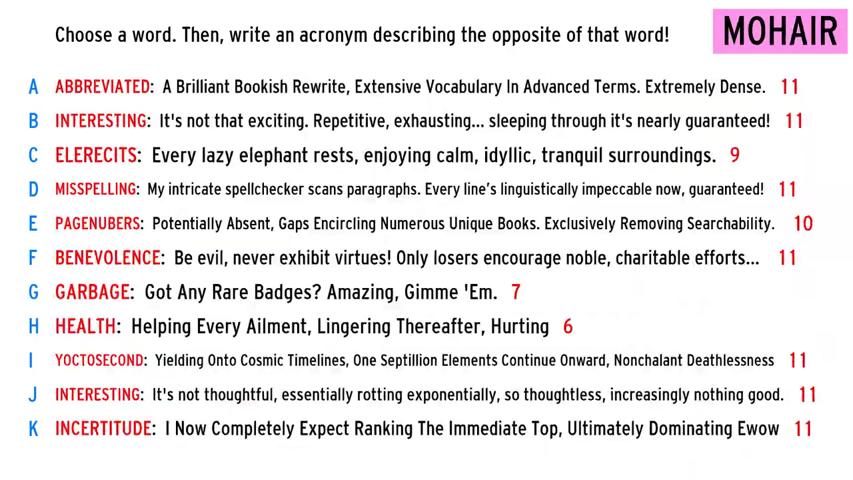 Choose a word. Then, write an acronym describing the opposite of that word! MOHAIR
A ABBREVIATED: A Brilliant Bookish Rewrite, Extensive Vocabulary In Advanced Terms. Extremely Dense. 11
B INTERESTING: It's not that exciting. Repetitive, exhausting... sleeping through it's nearly guaranteed! 11
C ELERECITS: Every lazy elephant rests, enjoying calm, idyllic, tranquil surroundings. 9
D MISSPELLING: My intricate spellchecker scans paragraphs. Every line's linguistically impeccable now, guaranteed! 11
E PAGENUBERS: Potentially Absent, Gaps Encircling Numerous Unique Books. Exclusively Removing Searchability. 10
F BENEVOLENCE: Be evil, never exhibit virtues! Only losers encourage noble, charitable efforts... 11
G GARBAGE: Got Any Rare Badges? Amazing, Gimme 'Em. 7
H HEALTH: Helping Every Ailment, Lingering Thereafter, Hurting 6
I YOCTOSECOND: Yielding Onto Cosmic Timelines, One Septillion Elements Continue Onward, Nonchalant Deathlessness 11
J INTERESTING: It's not thoughtful, essentially rotting exponentially, so thoughtless, increasingly nothing good. 11
K INCERTITUDE: I Now Completely Expect Ranking The Immediate Top, Ultimately Dominating Ewow 11